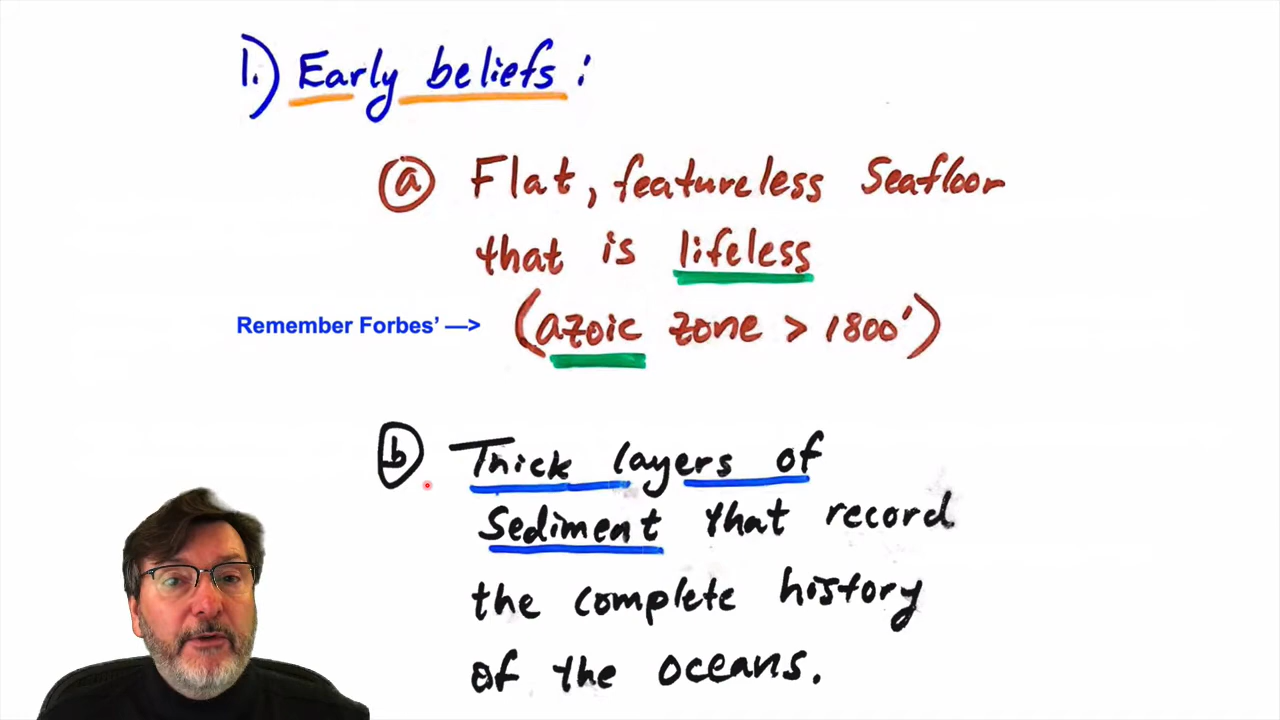 1.) Early beliefs:
(a) Flat, featureless Seafloor
that is lifeless
Remember Forbes’ —> (azoic zone > 1800')
(b) Thick layers of
Sediment that record
the complete history
of the oceans.